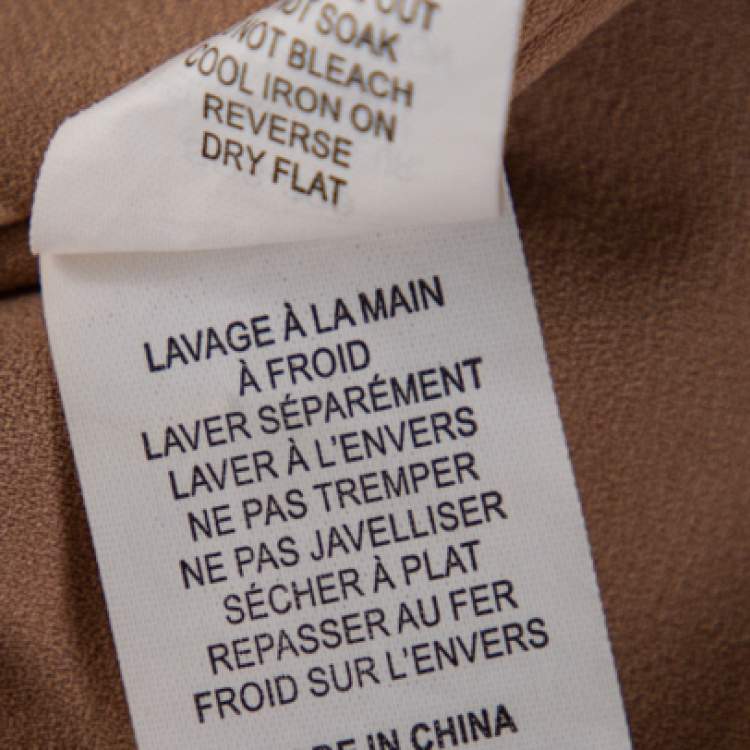 OUT
SOAK
NOT BLEACH
COOL IRON ON
REVERSE
DRY FLAT
LAVAGE À LA MAIN
À FROID
LAVER SÉPARÉMENT
LAVER À L'ENVERS
NE PAS TREMPER
NE PAS JAVELLISER
SÉCHER À PLAT
REPASSER AU FER
FROID SUR L'ENVERS
IN CHINA